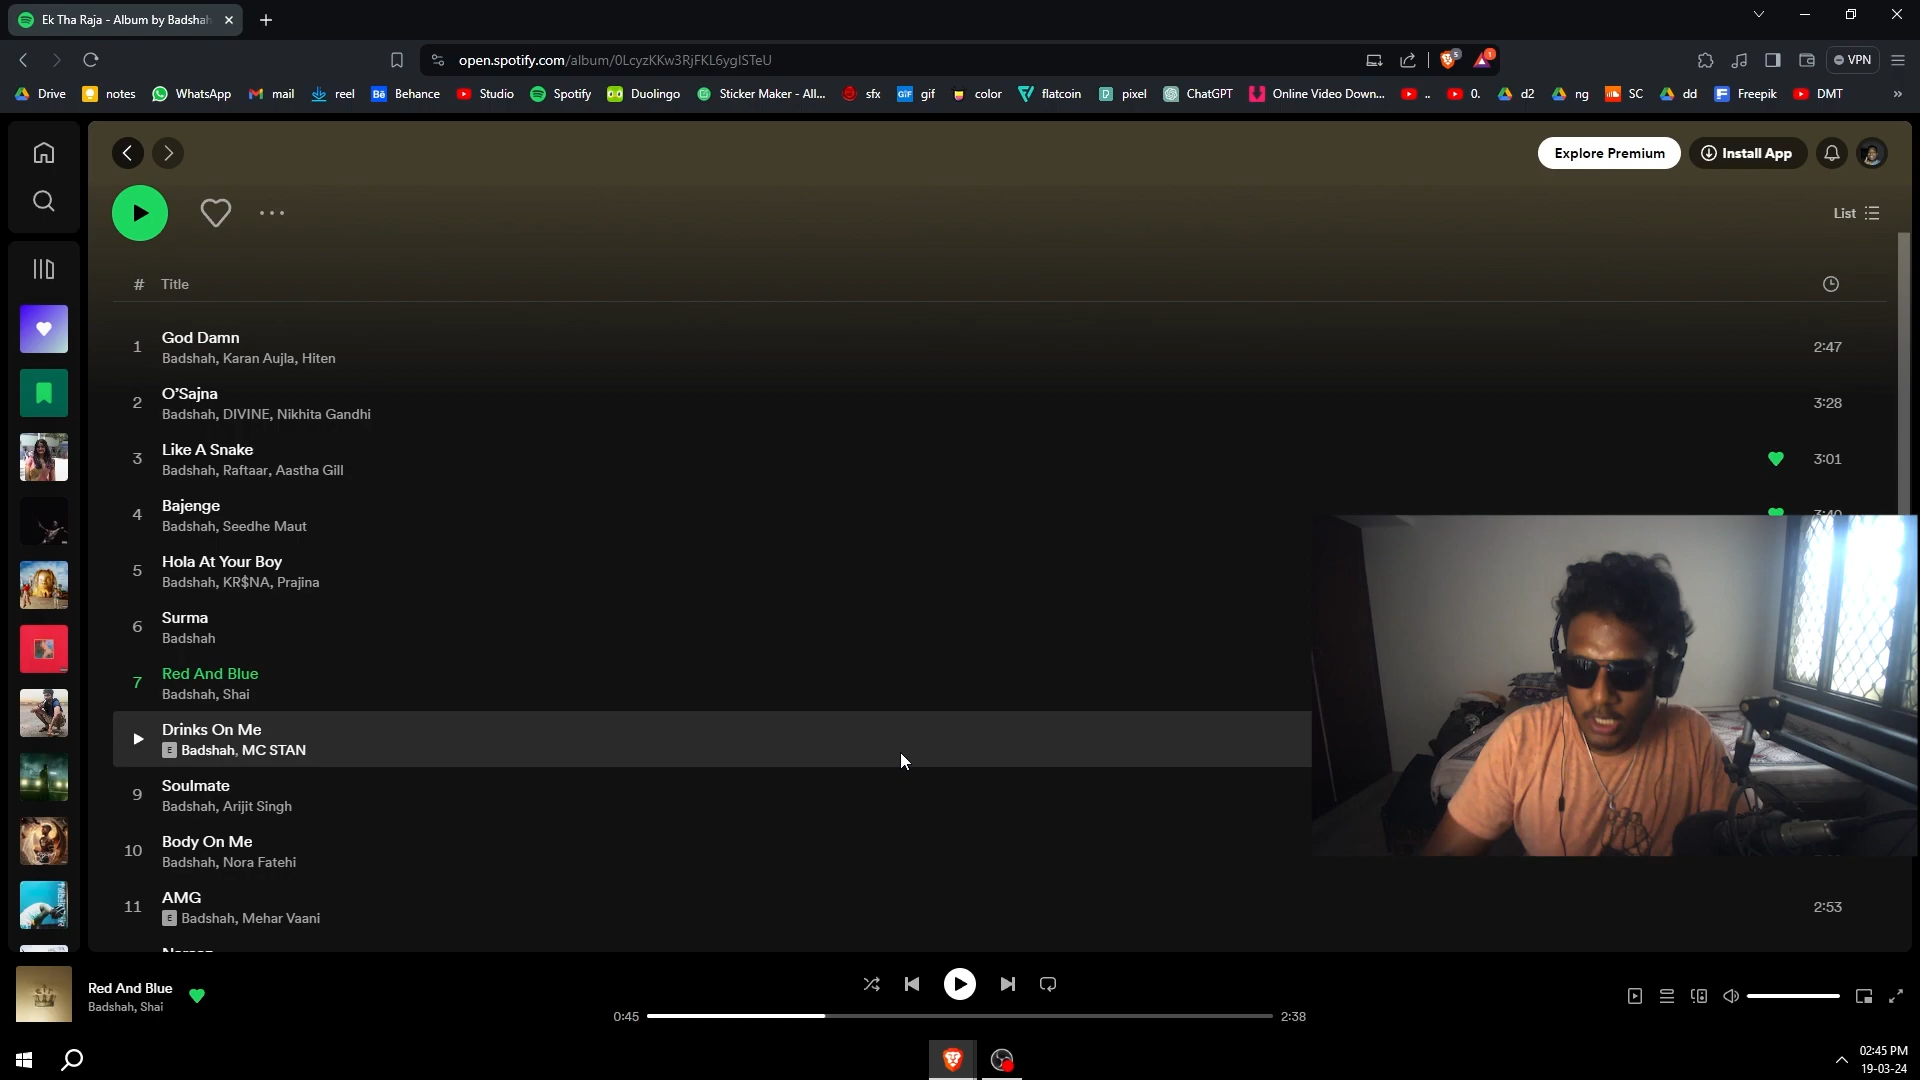 Ek Tha Raja - Album by Badshah
open.spotify.com/album/0LcyzKKw3RjFKL6yglSTeU
5
1
VPN
Drive
notes
WhatsApp
mail
reel
Behance
Studio
Spotify
Duolingo
Sticker Maker - All...
sfx
GIF
gif
color
flatcoin
pixel
ChatGPT
Online Video Down...
..
0.
d2
ng
SC
dd
Freepik
DMT
Explore Premium
Install App
List
# Title
1 God Damn 2:47
Badshah, Karan Aujla, Hiten
2 O'Sajna 3:28
Badshah, DIVINE, Nikhita Gandhi
3 Like A Snake 3:01
Badshah, Raftaar, Aastha Gill
4 Bajenge 3:40
Badshah, Seedhe Maut
5 Hola At Your Boy
Badshah, KR$NA, Prajina
6 Surma
Badshah
7 Red And Blue
Badshah, Shai
Drinks On Me
E Badshah, MC STAN
9 Soulmate
Badshah, Arijit Singh
10 Body On Me
Badshah, Nora Fatehi
11 AMG 2:53
E Badshah, Mehar Vaani
Red And Blue
Badshah, Shai
0:45 2:38
02:45 PM
19-03-24